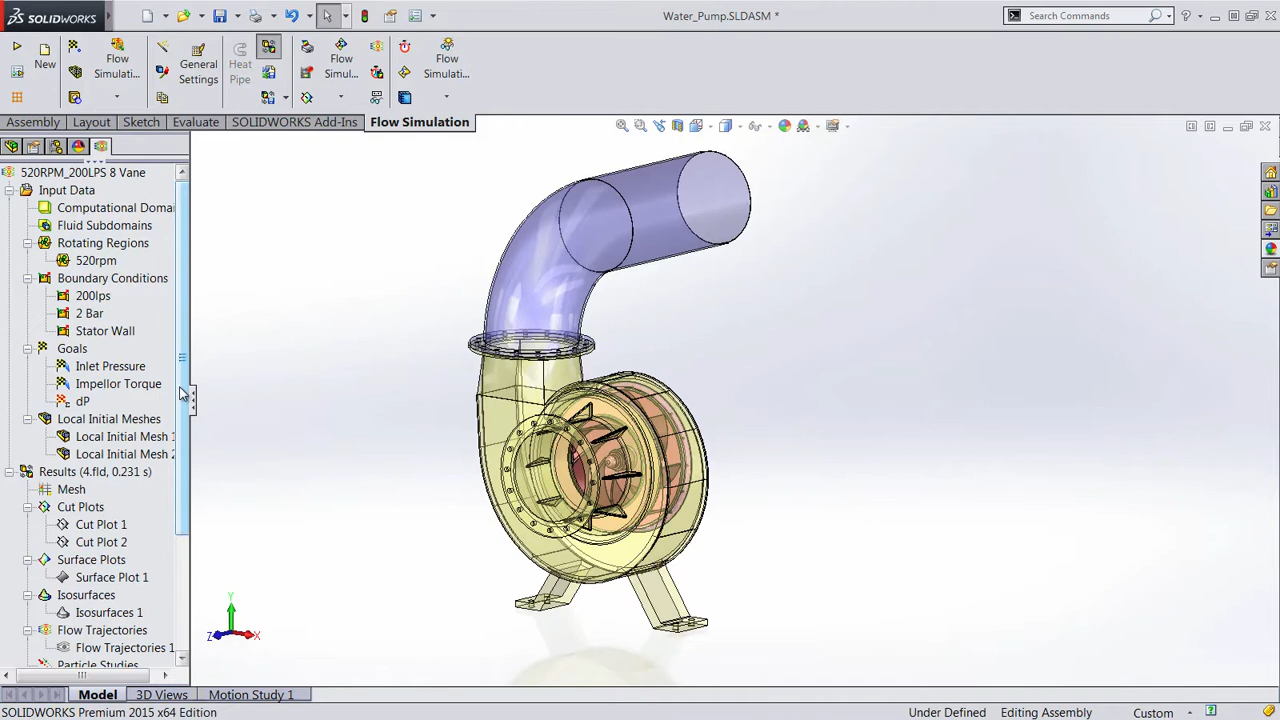 SOLIDWORKS
Water_Pump.SLDASM *
Search Commands
New
Flow
Simulati...
General
Settings
Heat
Pipe
Flow
Simul...
Flow
Simulati...
Assembly
Layout
Sketch
Evaluate
SOLIDWORKS Add-Ins
Flow Simulation
520RPM_200LPS 8 Vane
Input Data
Computational Domai
Fluid Subdomains
Rotating Regions
520rpm
Boundary Conditions
200lps
2 Bar
Stator Wall
Goals
Inlet Pressure
Impellor Torque
dP
Local Initial Meshes
Local Initial Mesh 1
Local Initial Mesh 2
Results (4.fld, 0.231 s)
Mesh
Cut Plots
Cut Plot 1
Cut Plot 2
Surface Plots
Surface Plot 1
Isosurfaces
Isosurfaces 1
Flow Trajectories
Flow Trajectories 1
Particle Studies
Y
Z
X
Model
3D Views
Motion Study 1
SOLIDWORKS Premium 2015 x64 Edition
Under Defined
Editing Assembly
Custom